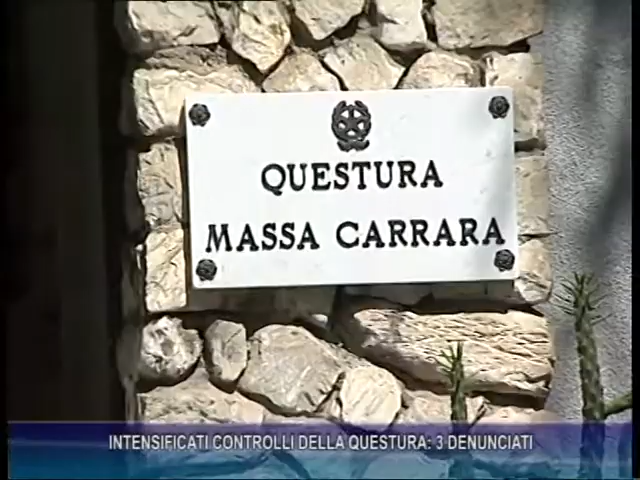 QUESTURA
MASSA CARRARA
INTENSIFICATI CONTROLLI DELLA QUESTURA: 3 DENUNCIATI